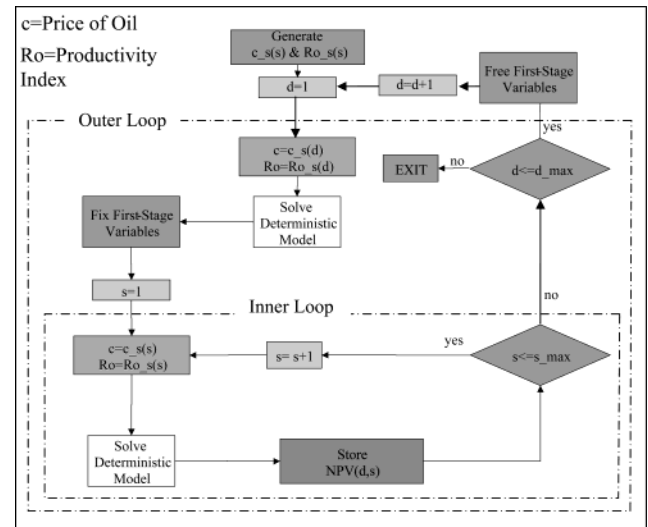 c=Price of Oil
Ro=Productivity
Index
Generate
c_s(s) & Ro_s(s)
d=1
d=d+1
Free First-Stage
Variables
Outer Loop
yes
c=c_s(d)
Ro=Ro_s(d)
EXIT
no
d<=d_max
Fix First-Stage
Variables
Solve
Deterministic
Model
s=1
Inner Loop
no
c=c_s(s)
Ro=Ro_s(s)
s= s+1
yes
s<=s_max
Solve
Deterministic
Model
Store
NPV(d,s)